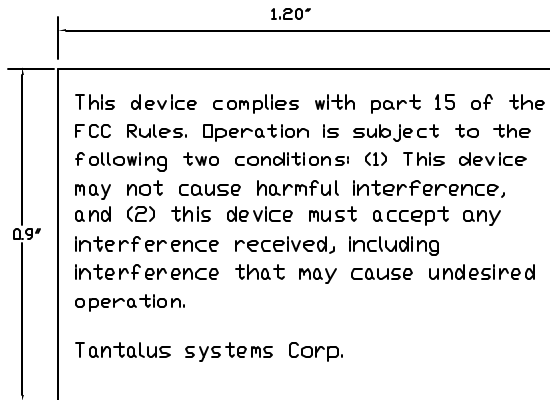 1.20"
This device complies with part 15 of the
FCC Rules. Operation is subject to the
following two conditions: (1) This device
may not cause harmful interference,
and (2) this device must accept any
0.9"
interference received, including
interference that may cause undesired
operation.
Tantalus systems Corp.